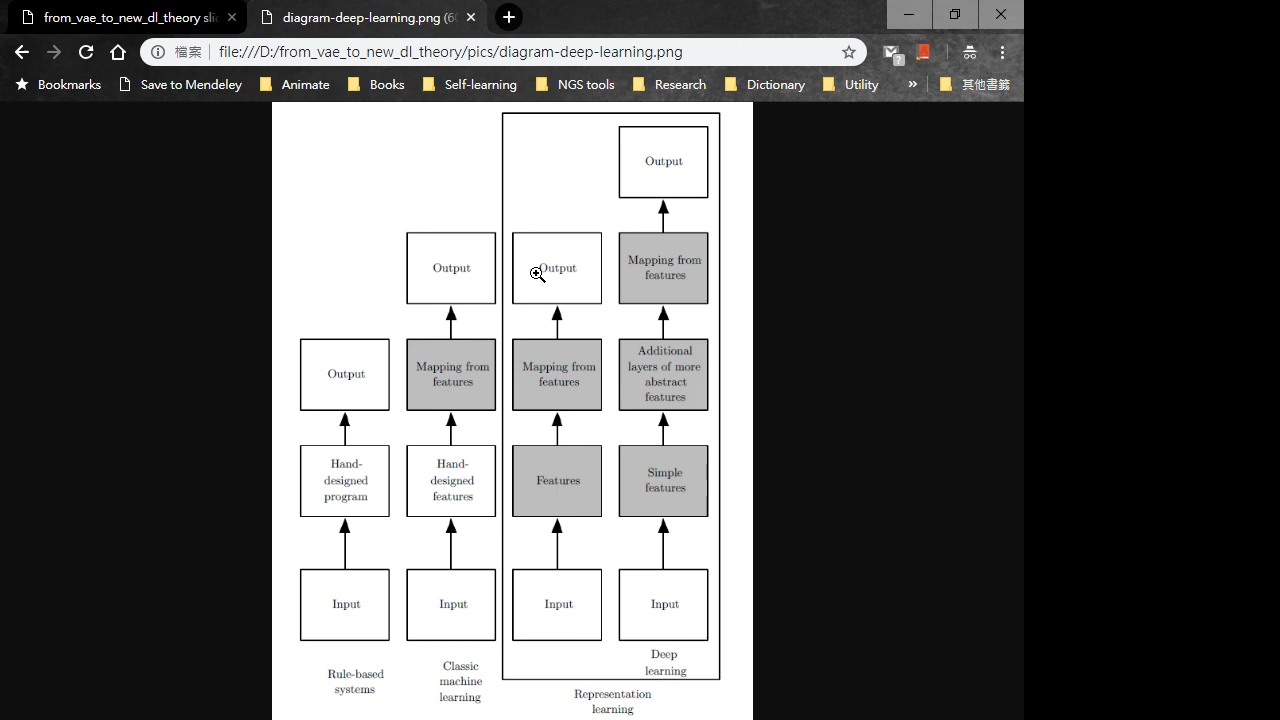 from_vae_to_new_dl_theory slid
diagram-deep-learning.png (60
檔案
file:///D:/from_vae_to_new_dl_theory/pics/diagram-deep-learning.png
?
Bookmarks
Save to Mendeley
Animate
Books
Self-learning
NGS tools
Research
Dictionary
Utility
»
其他書籤
Output
Output
Output
Mapping from
features
Output
Mapping from
features
Mapping from
features
Additional
layers of more
abstract
features
Hand-
designed
program
Hand-
designed
features
Features
Simple
features
Input
Input
Input
Input
Rule-based
systems
Classic
machine
learning
Deep
learning
Representation
learning